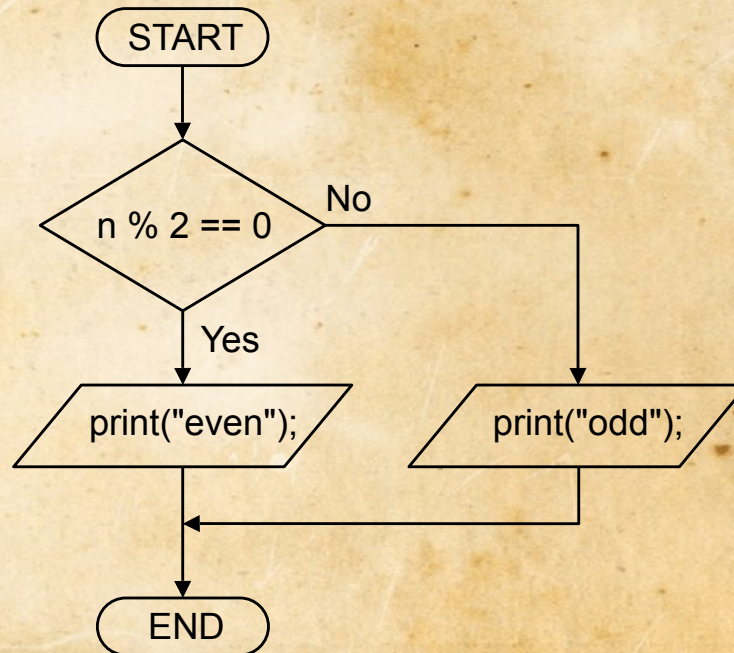 START
n % 2 == 0
No
Yes
print("even");
print("odd");
END